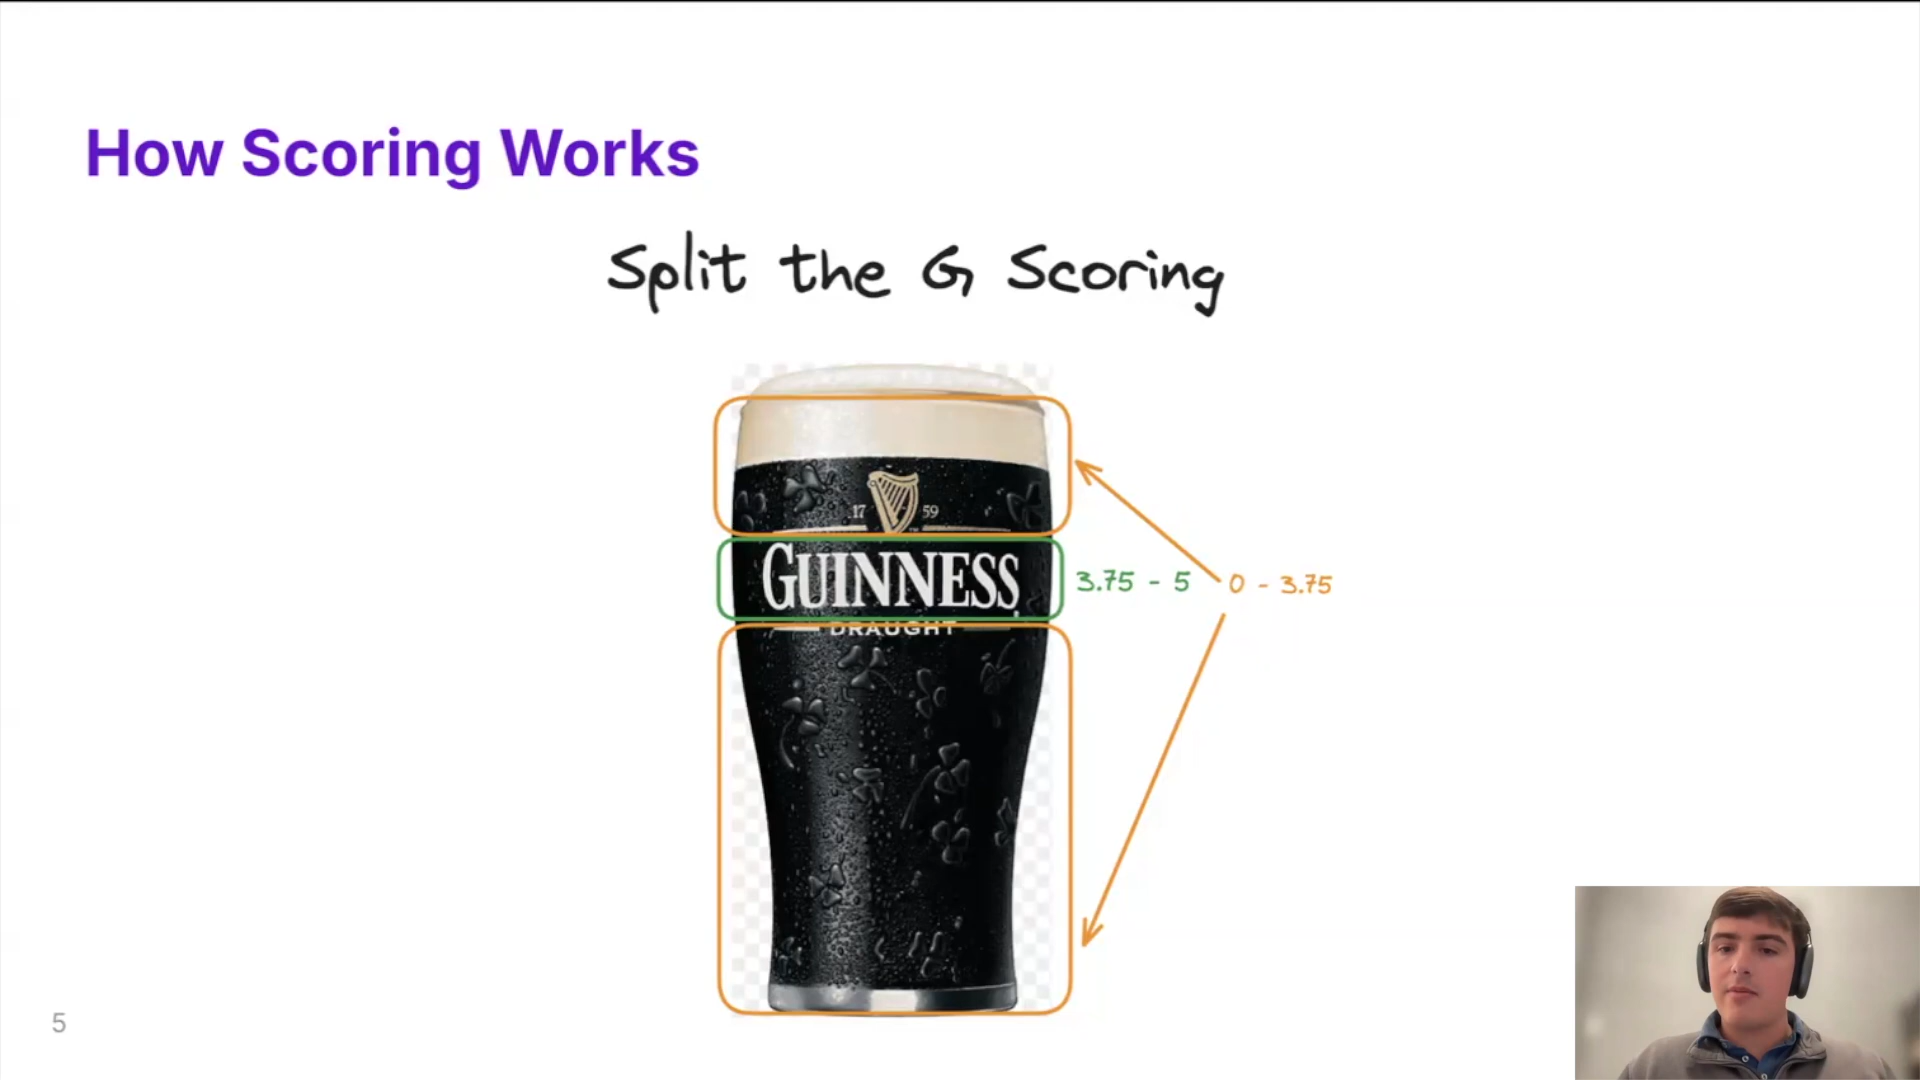 How Scoring Works
Split the G Scoring
17 59
GUINNESS
3.75 - 5
0 - 3.75
DRAUGHT
5